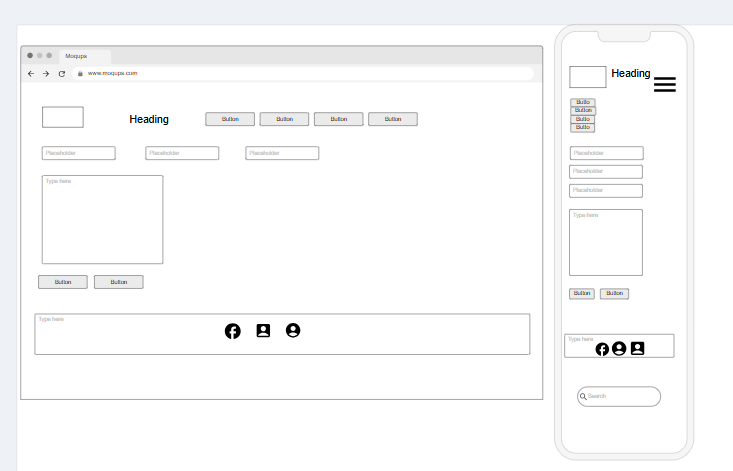 Moqups
www.moqups.com
Heading
Button Button Button Button
Placeholder Placeholder Placeholder
Type here
Button Button
Type here
Heading
Butto
Button
Butto
Butto
Placeholder
Placeholder
Placeholder
Type here
Button Button
Type here
Search